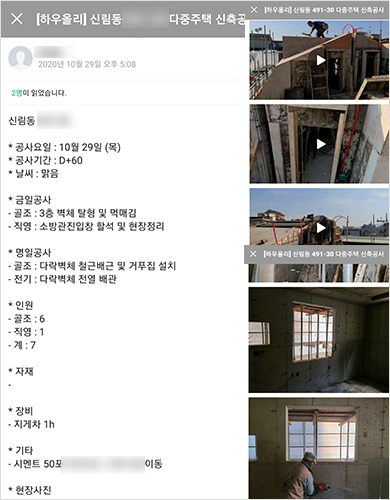 [하우올리] 신림동 다중주택 신축공
2020년 10월 29일 오후 5:08
2명이 읽었습니다.
신림동
* 공사요일 : 10월 29일 (목)
* 공사기간 : D+60
* 날씨 : 맑음
* 금일공사
- 골조 : 3층 벽체 탈형 및 먹매김
- 직영 : 소방관진입창 할석 및 현장정리
* 명일공사
- 골조 : 다락벽체 철근배근 및 거푸집 설치
- 전기 : 다락벽체 전열 배관
* 인원
- 골조 : 6
- 직영 : 1
- 계 : 7
* 자재
-
* 장비
- 지게차 1h
* 기타
- 시멘트 50포 이동
* 현장사진
[하우올리] 신림동 491-30 다중주택 신축공사
[하우올리] 신림동 491-30 다중주택 신축공사